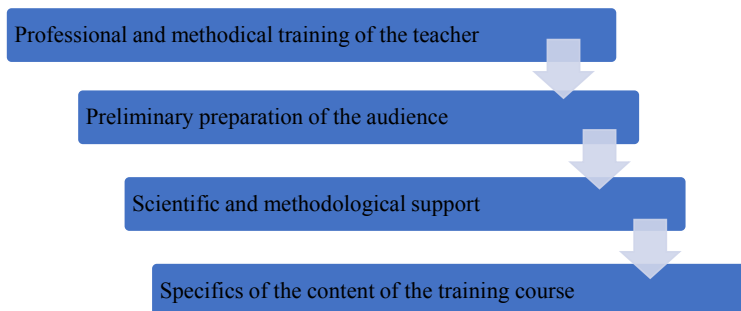 Professional and methodical training of the teacher
Preliminary preparation of the audience
Scientific and methodological support
Specifics of the content of the training course